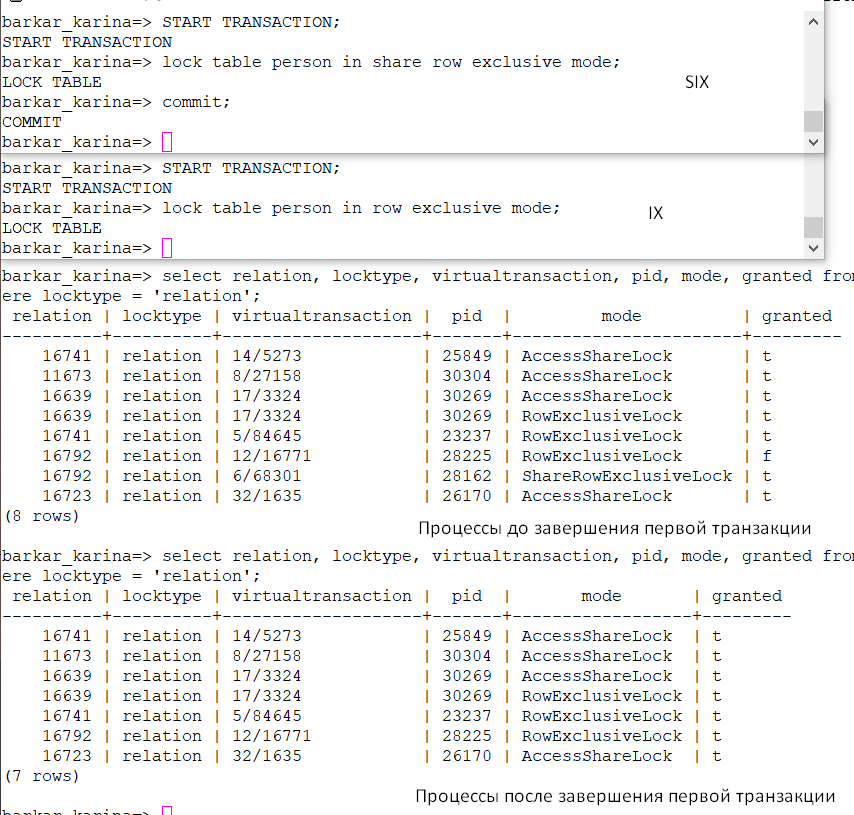 barkar_karina=> START TRANSACTION;
START TRANSACTION
barkar_karina=> lock table person in share row exclusive mode;
LOCK TABLE
SIX
barkar_karina=> commit;
COMMIT
barkar_karina=>
barkar_karina=> START TRANSACTION;
START TRANSACTION
barkar_karina=> lock table person in row exclusive mode;
IX
LOCK TABLE
barkar_karina=>
barkar_karina=> select relation, locktype, virtualtransaction, pid, mode, granted from
ere locktype = 'relation';
 relation | locktype | virtualtransaction |  pid  |         mode          | granted
----------+----------+--------------------+-------+-----------------------+---------
    16741 | relation | 14/5273            | 25849 | AccessShareLock       | t
    11673 | relation | 8/27158            | 30304 | AccessShareLock       | t
    16639 | relation | 17/3324            | 30269 | AccessShareLock       | t
    16639 | relation | 17/3324            | 30269 | RowExclusiveLock      | t
    16741 | relation | 5/84645            | 23237 | RowExclusiveLock      | t
    16792 | relation | 12/16771           | 28225 | RowExclusiveLock      | f
    16792 | relation | 6/68301            | 28162 | ShareRowExclusiveLock | t
    16723 | relation | 32/1635            | 26170 | AccessShareLock       | t
(8 rows)
Процессы до завершения первой транзакции
barkar_karina=> select relation, locktype, virtualtransaction, pid, mode, granted from
ere locktype = 'relation';
 relation | locktype | virtualtransaction |  pid  |       mode       | granted
----------+----------+--------------------+-------+------------------+---------
    16741 | relation | 14/5273            | 25849 | AccessShareLock  | t
    11673 | relation | 8/27158            | 30304 | AccessShareLock  | t
    16639 | relation | 17/3324            | 30269 | AccessShareLock  | t
    16639 | relation | 17/3324            | 30269 | RowExclusiveLock | t
    16741 | relation | 5/84645            | 23237 | RowExclusiveLock | t
    16792 | relation | 12/16771           | 28225 | RowExclusiveLock | t
    16723 | relation | 32/1635            | 26170 | AccessShareLock  | t
(7 rows)
Процессы после завершения первой транзакции
barkar_karina=>